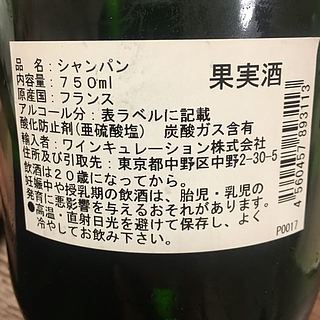 品 名：シャンパン
内容量：750ml
果実酒
原産国：フランス
アルコール分：表ラベルに記載
酸化防止剤(亜硫酸塩) 炭酸ガス含有
輸入者：ワインキュレーション株式会社
住所及び引取先：東京都中野区中野2-30-5
飲酒は20歳になってから。
妊娠中や授乳期の飲酒は、胎児・乳児の
発育に悪影響を与えるおそれがあります。
●高温・直射日光を避けて保存し、よく
冷やしてお飲み下さい。
P0017
4 560457 893113